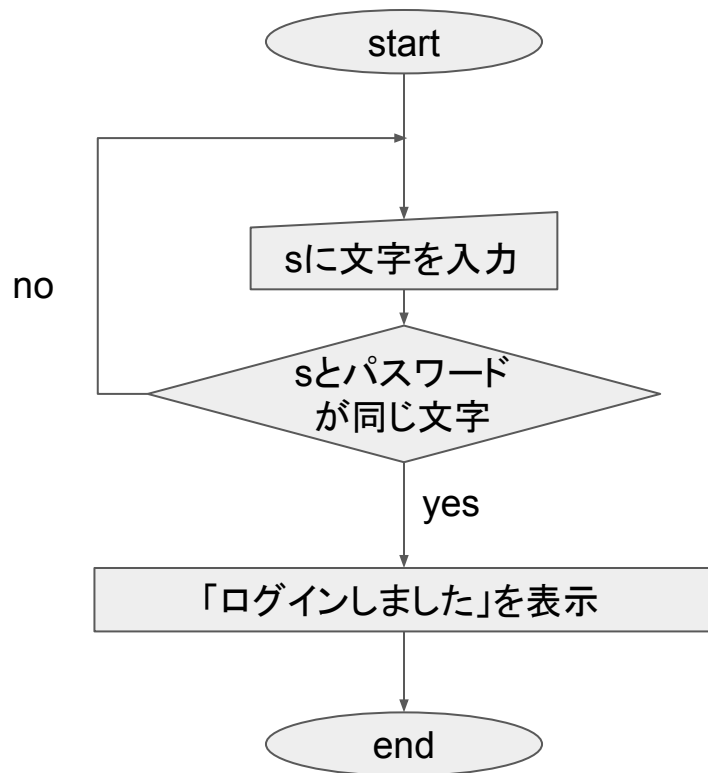 start
sに文字を入力
no
sとパスワード
が同じ文字
yes
「ログインしました」を表示
end